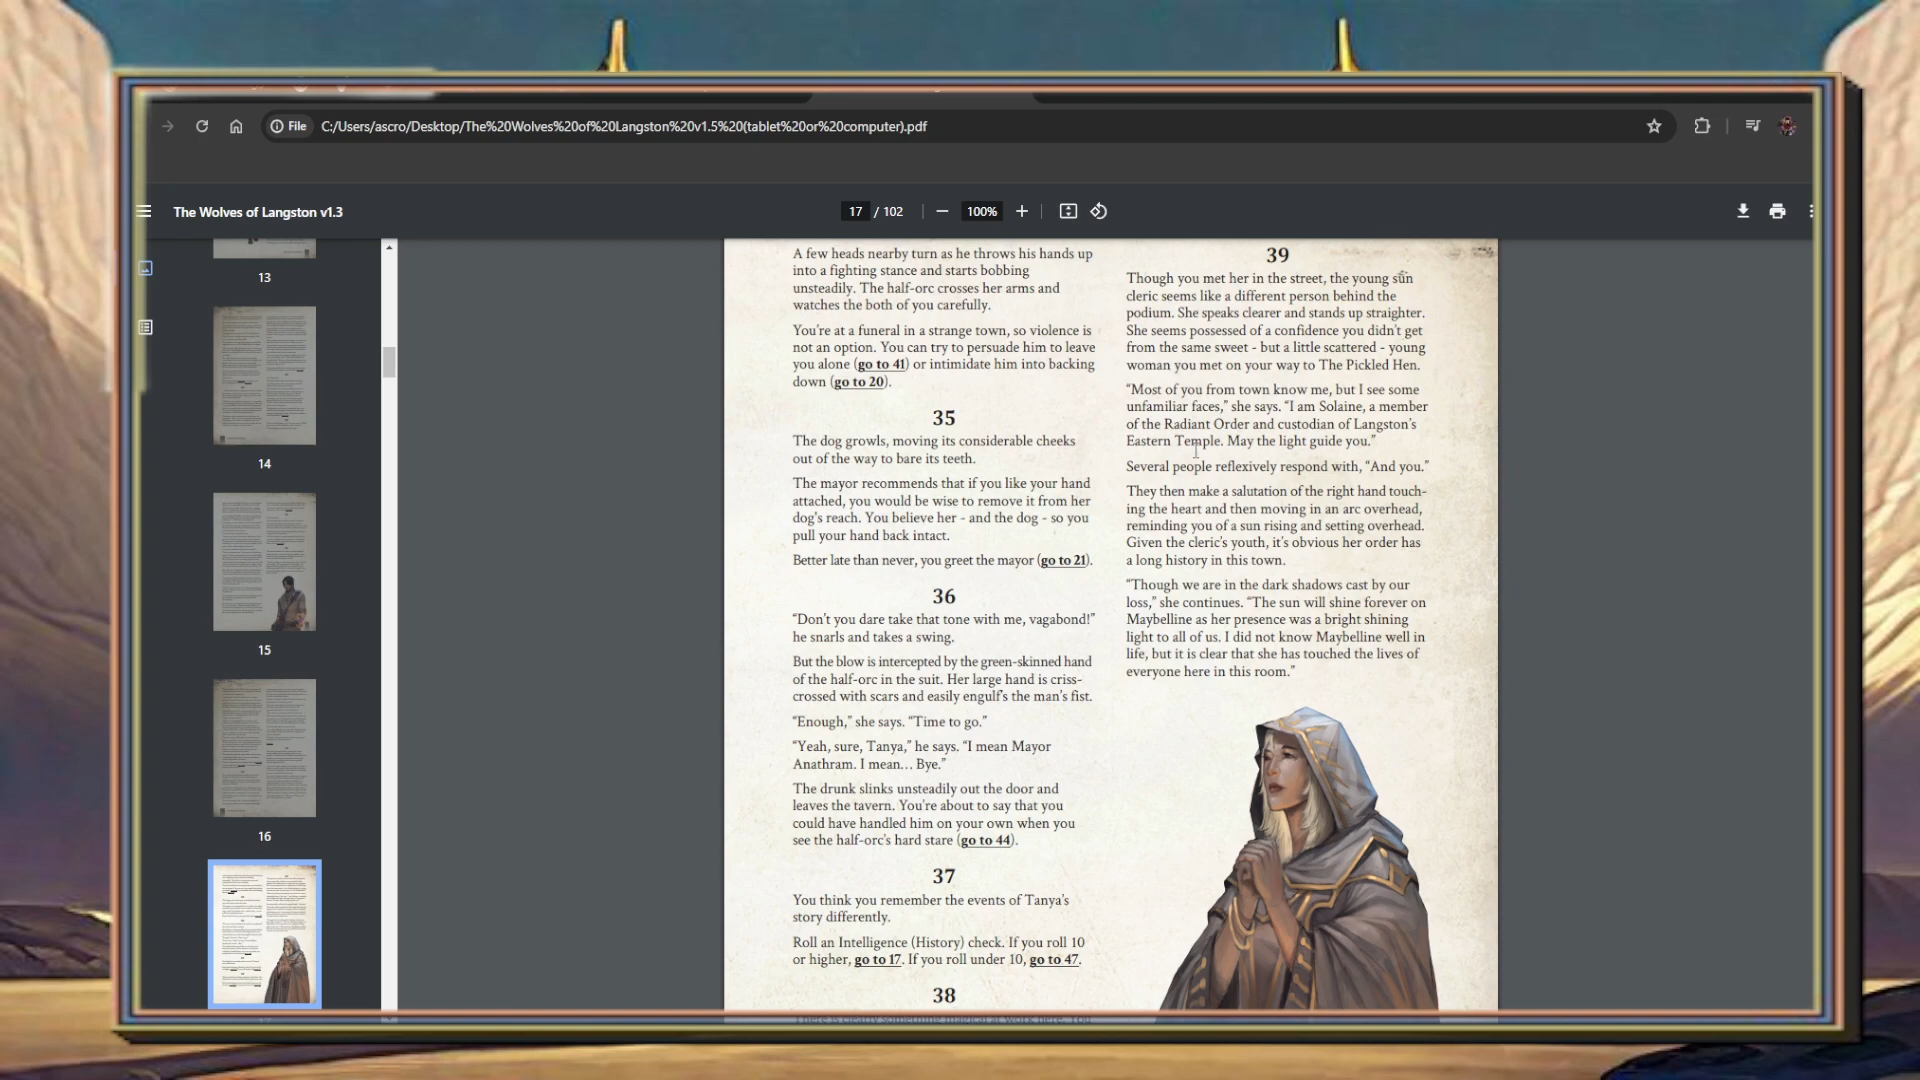 File
C:/Users/ascro/Desktop/The%20Wolves%20of%20Langston%20v1.5%20(tablet%20or%20computer).pdf
The Wolves of Langston v1.3
17 / 102
100%
13
14
15
16
A few heads nearby turn as he throws his hands up
into a fighting stance and starts bobbing
unsteadily. The half-orc crosses her arms and
watches the both of you carefully.
You're at a funeral in a strange town, so violence is
not an option. You can try to persuade him to leave
you alone (go to 41) or intimidate him into backing
down (go to 20).
35
The dog growls, moving its considerable cheeks
out of the way to bare its teeth.
The mayor recommends that if you like your hand
attached, you would be wise to remove it from her
dog's reach. You believe her - and the dog - so you
pull your hand back intact.
Better late than never, you greet the mayor (go to 21).
36
“Don't you dare take that tone with me, vagabond!”
he snarls and takes a swing.
But the blow is intercepted by the green-skinned hand
of the half-orc in the suit. Her large hand is criss-
crossed with scars and easily engulf's the man's fist.
“Enough,” she says. “Time to go.”
“Yeah, sure, Tanya,” he says. “I mean Mayor
Anathram. I mean… Bye.”
The drunk slinks unsteadily out the door and
leaves the tavern. You're about to say that you
could have handled him on your own when you
see the half-orc's hard stare (go to 44).
37
You think you remember the events of Tanya's
story differently.
Roll an Intelligence (History) check. If you roll 10
or higher, go to 17. If you roll under 10, go to 47.
38
There is clearly something magical at work here. You
39
Though you met her in the street, the young sun
cleric seems like a different person behind the
podium. She speaks clearer and stands up straighter.
She seems possessed of a confidence you didn't get
from the same sweet - but a little scattered - young
woman you met on your way to The Pickled Hen.
“Most of you from town know me, but I see some
unfamiliar faces,” she says. “I am Solaine, a member
of the Radiant Order and custodian of Langston's
Eastern Temple. May the light guide you.”
Several people reflexively respond with, “And you.”
They then make a salutation of the right hand touch-
ing the heart and then moving in an arc overhead,
reminding you of a sun rising and setting overhead.
Given the cleric's youth, it's obvious her order has
a long history in this town.
“Though we are in the dark shadows cast by our
loss,” she continues. “The sun will shine forever on
Maybelline as her presence was a bright shining
light to all of us. I did not know Maybelline well in
life, but it is clear that she has touched the lives of
everyone here in this room.”